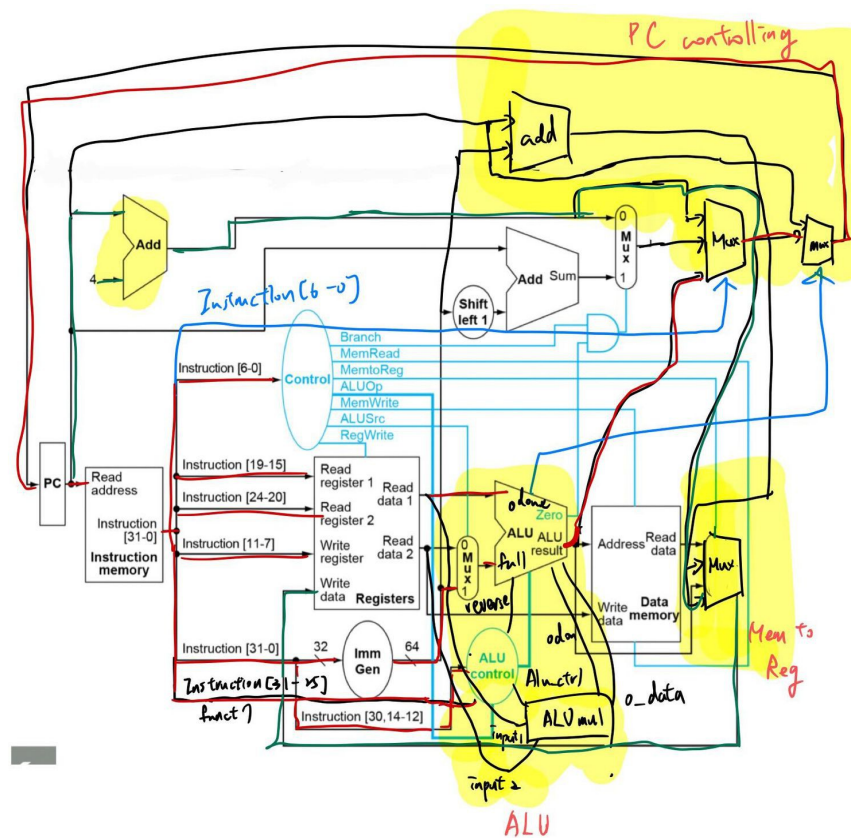 PC controlling
add
Add
4
0
Mux
1
Mux
mux
Add Sum
Shift left 1
Instruction[6-0]
Branch
MemRead
MemtoReg
ALUOp
MemWrite
ALUSrc
RegWrite
Control
Instruction [6-0]
PC
Read address
Instruction [31-0]
Instruction memory
Instruction [19-15]
Instruction [24-20]
Instruction [11-7]
Read register 1
Read register 2
Write register
Write data
Read data 1
Read data 2
Registers
0
Mux
1
odone
Zero
ALU
ALU result
full
reverse
Address
Read data
Write data
Data memory
Mux
Mem to Reg
Instruction [31-0]
32
Imm Gen
64
ALU control
Instruction[31-25]
funct7
Instruction [30,14-12]
Alu_ctrl
o_data
ALU mul
input1
input2
ALU